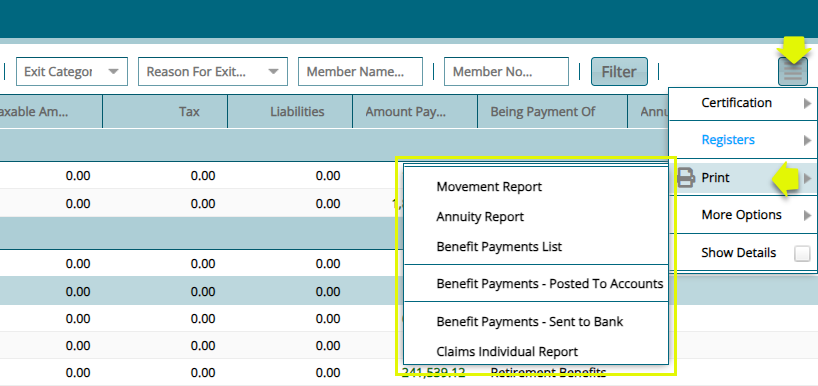 Exit Categor
Reason For Exit...
Member Name...
Member No...
Filter
axable Am...
Tax
Liabilities
Amount Pay...
Being Payment Of
Annu
Certification
Registers
Print
More Options
Show Details
Movement Report
Annuity Report
Benefit Payments List
Benefit Payments - Posted To Accounts
Benefit Payments - Sent to Bank
Claims Individual Report
0.00 0.00 0.00
0.00 0.00 0.00
0.00 0.00 0.00
0.00 0.00 0.00
0.00 0.00 0.00
0.00 0.00 0.00
0.00 0.00 0.00 241,539.12 Retirement Benefits